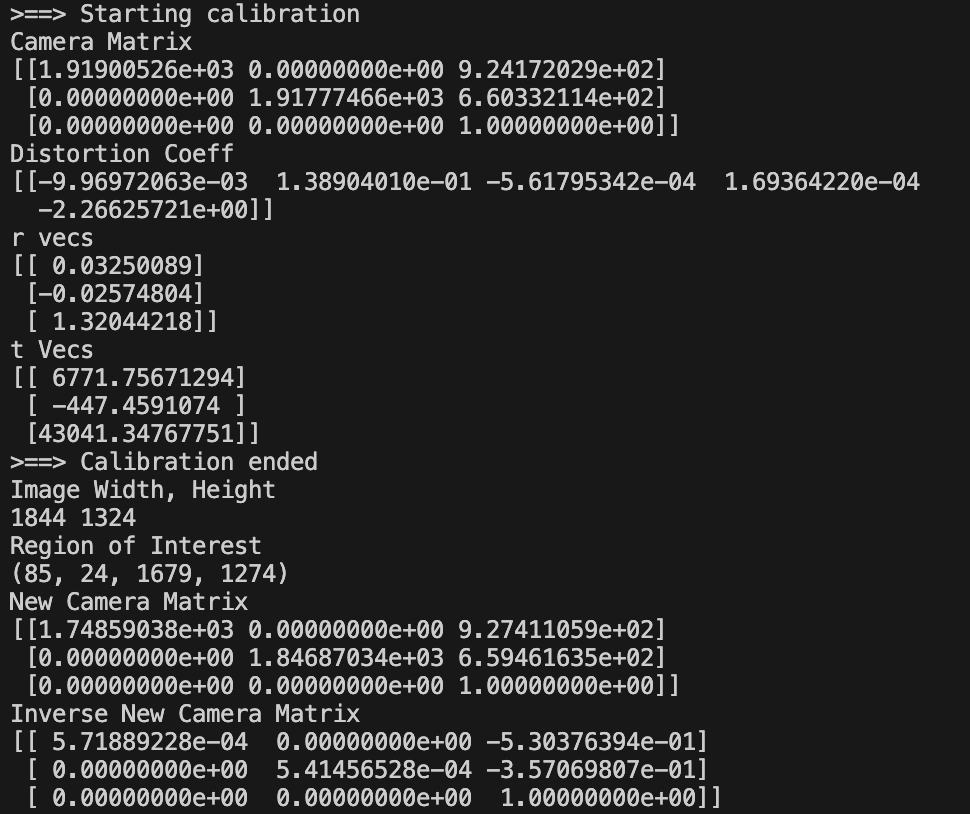 >==> Starting calibration
Camera Matrix
[[1.91900526e+03 0.00000000e+00 9.24172029e+02]
 [0.00000000e+00 1.91777466e+03 6.60332114e+02]
 [0.00000000e+00 0.00000000e+00 1.00000000e+00]]
Distortion Coeff
[[-9.96972063e-03  1.38904010e-01 -5.61795342e-04  1.69364220e-04
  -2.26625721e+00]]
r vecs
[[ 0.03250089]
 [-0.02574804]
 [ 1.32044218]]
t Vecs
[[ 6771.75671294]
 [ -447.4591074 ]
 [43041.34767751]]
>==> Calibration ended
Image Width, Height
1844 1324
Region of Interest
(85, 24, 1679, 1274)
New Camera Matrix
[[1.74859038e+03 0.00000000e+00 9.27411059e+02]
 [0.00000000e+00 1.84687034e+03 6.59461635e+02]
 [0.00000000e+00 0.00000000e+00 1.00000000e+00]]
Inverse New Camera Matrix
[[ 5.71889228e-04  0.00000000e+00 -5.30376394e-01]
 [ 0.00000000e+00  5.41456528e-04 -3.57069807e-01]
 [ 0.00000000e+00  0.00000000e+00  1.00000000e+00]]